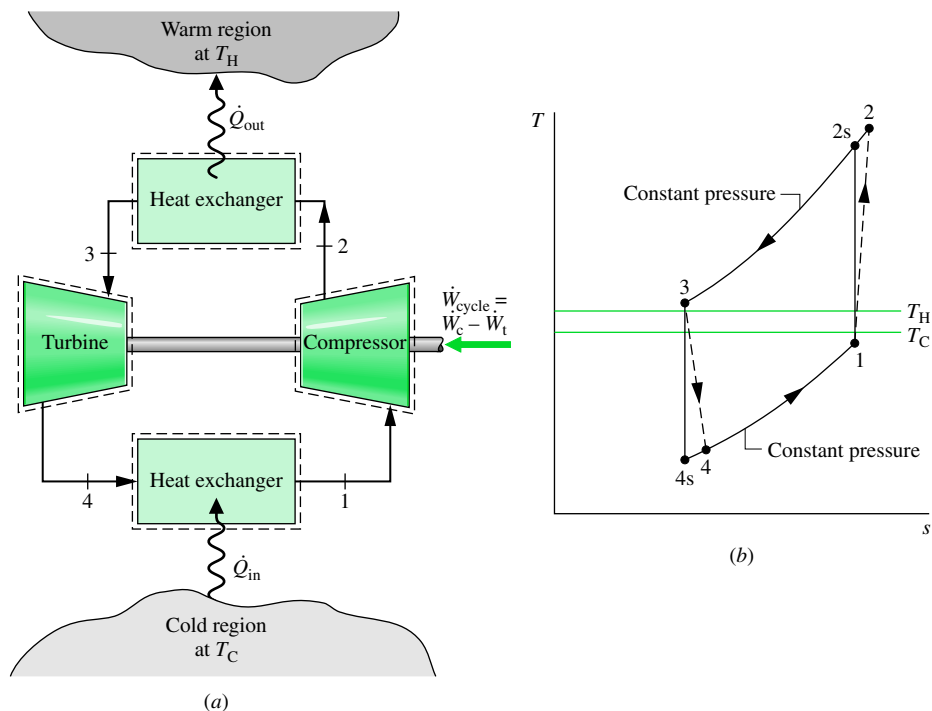 Warm region
at T_H
Q̇_out
Heat exchanger
3
2
Turbine
Compressor
Ẇ_cycle =
Ẇ_c – Ẇ_t
4
Heat exchanger
1
Q̇_in
Cold region
at T_C
(a)
T
2
2s
Constant pressure
3
T_H
T_C
1
4
4s
Constant pressure
s
(b)